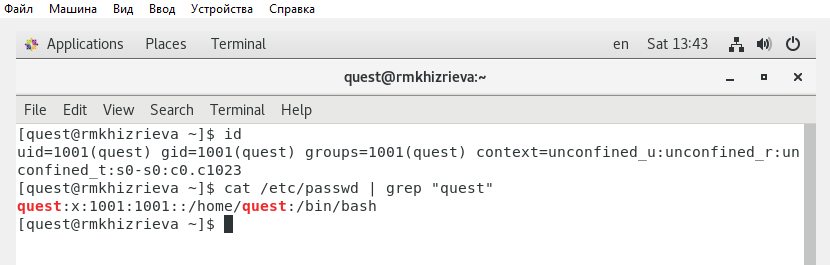 Файл Машина Вид Ввод Устройства Справка
Applications Places Terminal en Sat 13:43
quest@rmkhizrieva:~
File Edit View Search Terminal Help
[quest@rmkhizrieva ~]$ id
uid=1001(quest) gid=1001(quest) groups=1001(quest) context=unconfined_u:unconfined_r:un
confined_t:s0-s0:c0.c1023
[quest@rmkhizrieva ~]$ cat /etc/passwd | grep "quest"
quest:x:1001:1001::/home/quest:/bin/bash
[quest@rmkhizrieva ~]$